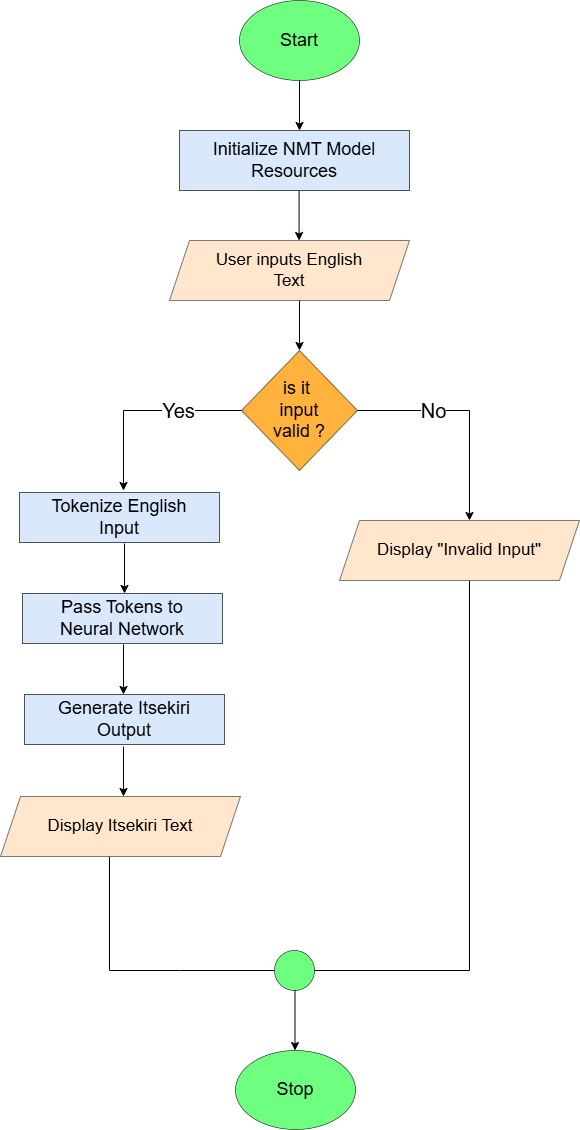 Start
Initialize NMT Model
Resources
User inputs English
Text
is it
input
valid ?
Yes
No
Tokenize English
Input
Display "Invalid Input"
Pass Tokens to
Neural Network
Generate Itsekiri
Output
Display Itsekiri Text
Stop